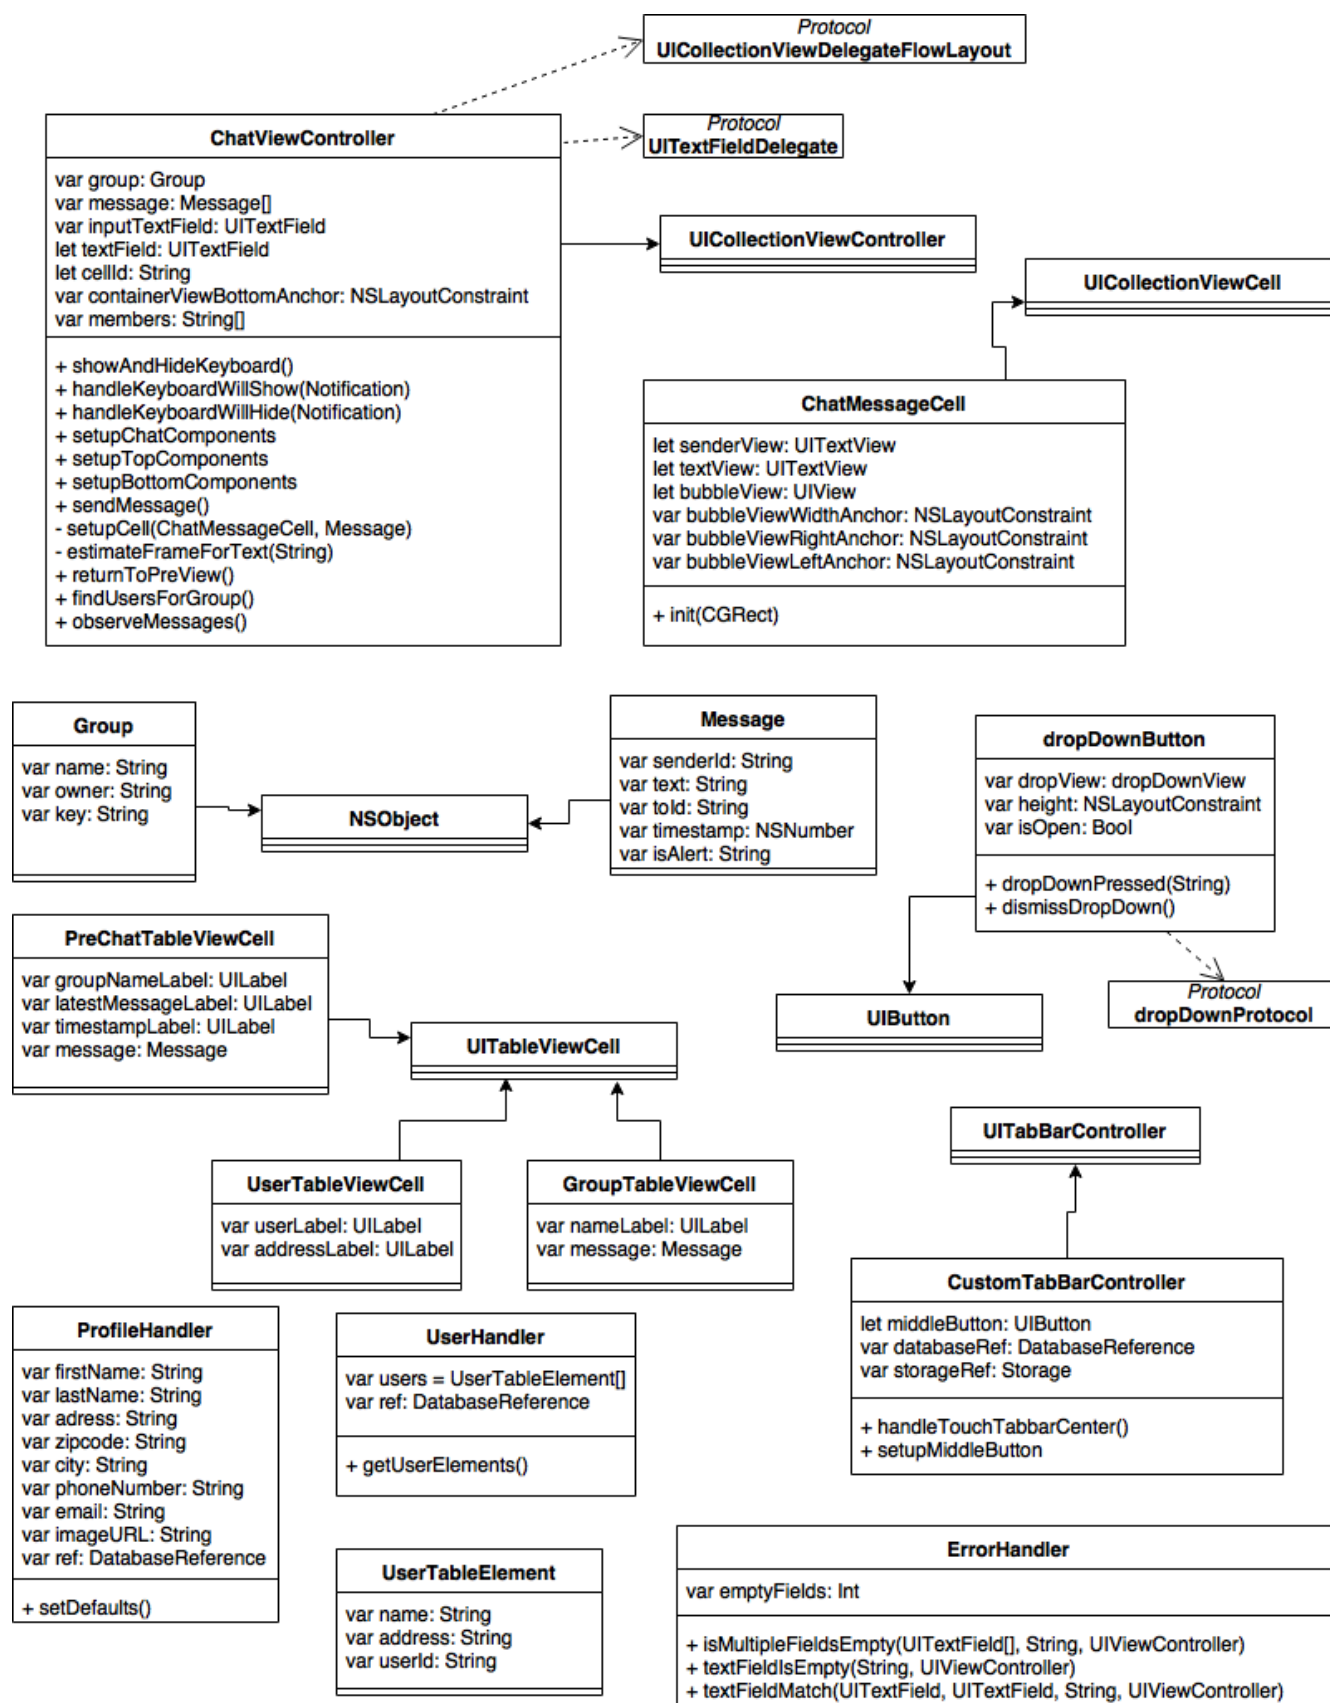 Protocol
UICollectionViewDelegateFlowLayout
Protocol
UITextFieldDelegate
ChatViewController
var group: Group
var message: Message[]
var inputTextField: UITextField
let textField: UITextField
let cellId: String
var containerViewBottomAnchor: NSLayoutConstraint
var members: String[]
+ showAndHideKeyboard()
+ handleKeyboardWillShow(Notification)
+ handleKeyboardWillHide(Notification)
+ setupChatComponents
+ setupTopComponents
+ setupBottomComponents
+ sendMessage()
- setupCell(ChatMessageCell, Message)
- estimateFrameForText(String)
+ returnToPreView()
+ findUsersForGroup()
+ observeMessages()
UICollectionViewController
UICollectionViewCell
ChatMessageCell
let senderView: UITextView
let textView: UITextView
let bubbleView: UIView
var bubbleViewWidthAnchor: NSLayoutConstraint
var bubbleViewRightAnchor: NSLayoutConstraint
var bubbleViewLeftAnchor: NSLayoutConstraint
+ init(CGRect)
Group
var name: String
var owner: String
var key: String
NSObject
Message
var senderId: String
var text: String
var toId: String
var timestamp: NSNumber
var isAlert: String
dropDownButton
var dropView: dropDownView
var height: NSLayoutConstraint
var isOpen: Bool
+ dropDownPressed(String)
+ dismissDropDown()
PreChatTableViewCell
var groupNameLabel: UILabel
var latestMessageLabel: UILabel
var timestampLabel: UILabel
var message: Message
UITableViewCell
UIButton
Protocol
dropDownProtocol
UserTableViewCell
var userLabel: UILabel
var addressLabel: UILabel
GroupTableViewCell
var nameLabel: UILabel
var message: Message
UITabBarController
CustomTabBarController
let middleButton: UIButton
var databaseRef: DatabaseReference
var storageRef: Storage
+ handleTouchTabbarCenter()
+ setupMiddleButton
ProfileHandler
var firstName: String
var lastName: String
var adress: String
var zipcode: String
var city: String
var phoneNumber: String
var email: String
var imageURL: String
var ref: DatabaseReference
+ setDefaults()
UserHandler
var users = UserTableElement[]
var ref: DatabaseReference
+ getUserElements()
UserTableElement
var name: String
var address: String
var userId: String
ErrorHandler
var emptyFields: Int
+ isMultipleFieldsEmpty(UITextField[], String, UIViewController)
+ textFieldIsEmpty(String, UIViewController)
+ textFieldMatch(UITextField, UITextField, String, UIViewController)